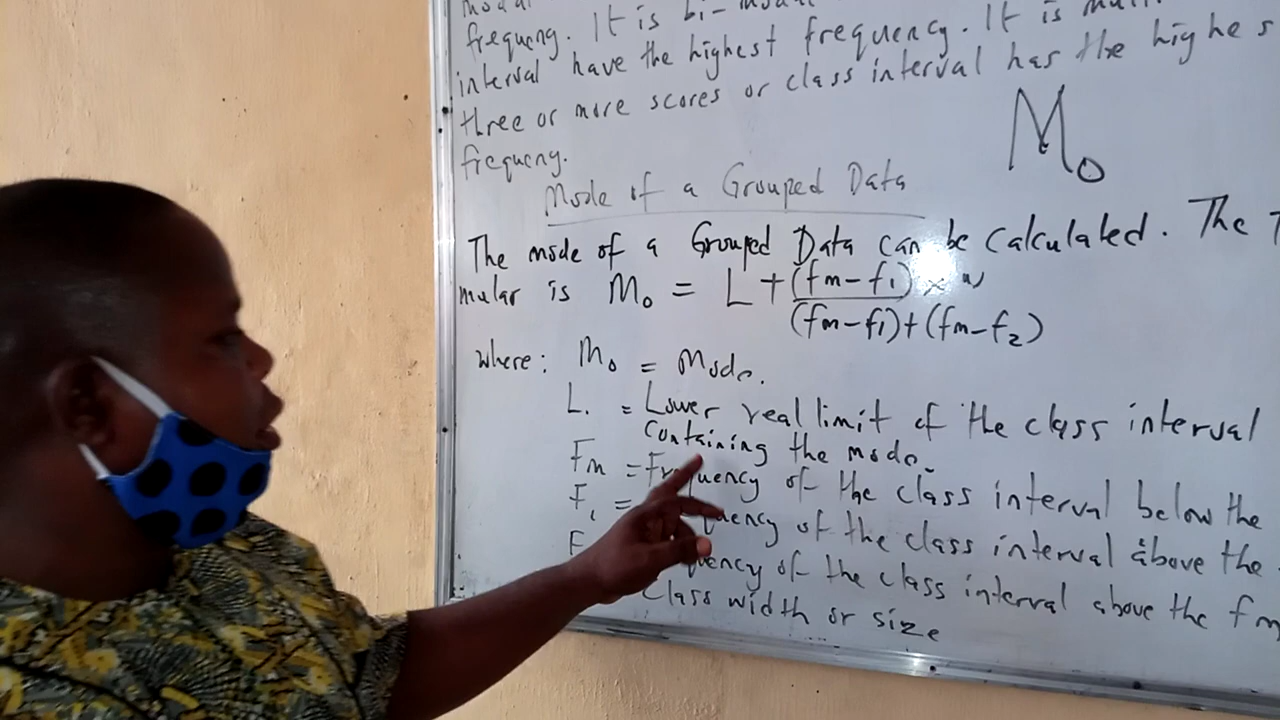 modal
frequency. It is bi-modal
interval have the highest frequency. It is
three or more scores or class interval has the highes
frequency.
Mo
Mode of a Grouped Data
The mode of a Grouped Data can be calculated. The
mular is Mo = L + (fm-f1) × w
(fm-f1)+(fm-f2)
where: Mo = Mode.
L. = Lower real limit of the class interval
Containing the mode.
Fm = Frequency of the class interval below the
F1 = quency of the class interval above the
F quency of the class interval above the fm
Class width or size